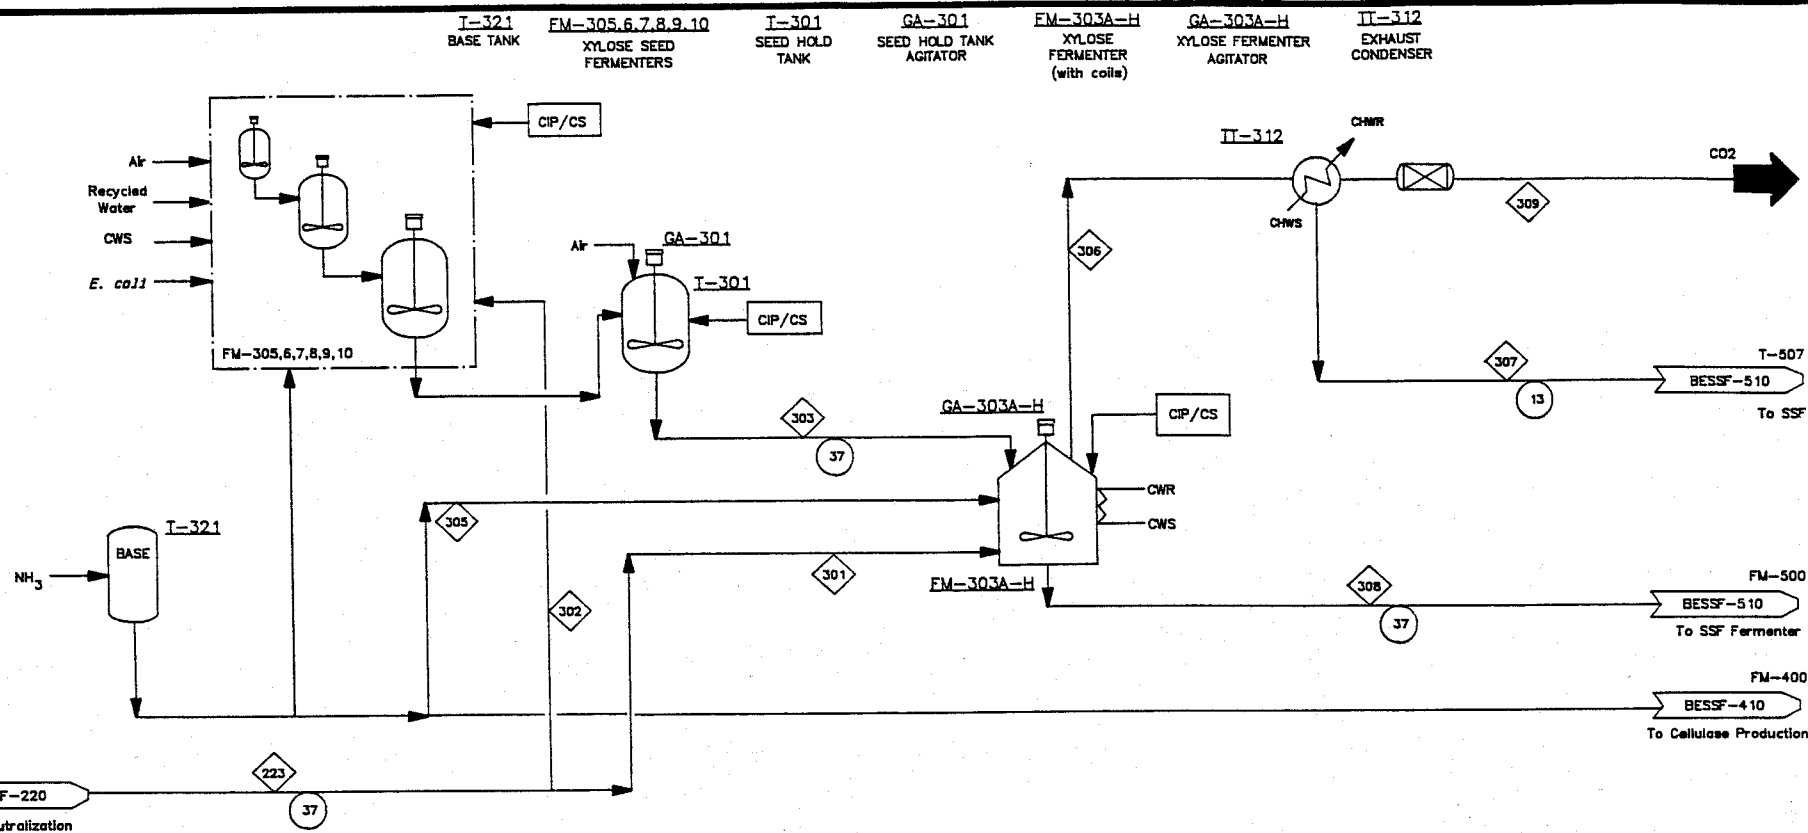 T-321
BASE TANK
FM-305,6,7,8,9,10
XYLOSE SEED
FERMENTERS
T-301
SEED HOLD
TANK
GA-301
SEED HOLD TANK
AGITATOR
FM-303A-H
XYLOSE
FERMENTER
(with coils)
GA-303A-H
XYLOSE FERMENTER
AGITATOR
TT-312
EXHAUST
CONDENSER
CIP/CS
Air
Recycled
Water
CWS
E. coli
FM-305,6,7,8,9,10
Air
GA-301
T-301
CIP/CS
TT-312
CHWR
CHWS
CO2
309
306
307
13
T-507
BESSF-510
To SSF
303
37
GA-303A-H
CIP/CS
CWR
CWS
305
301
FM-303A-H
T-321
BASE
NH3
302
308
37
FM-500
BESSF-510
To SSF Fermenter
FM-400
BESSF-410
To Cellulase Production
223
37
F-220
utralization